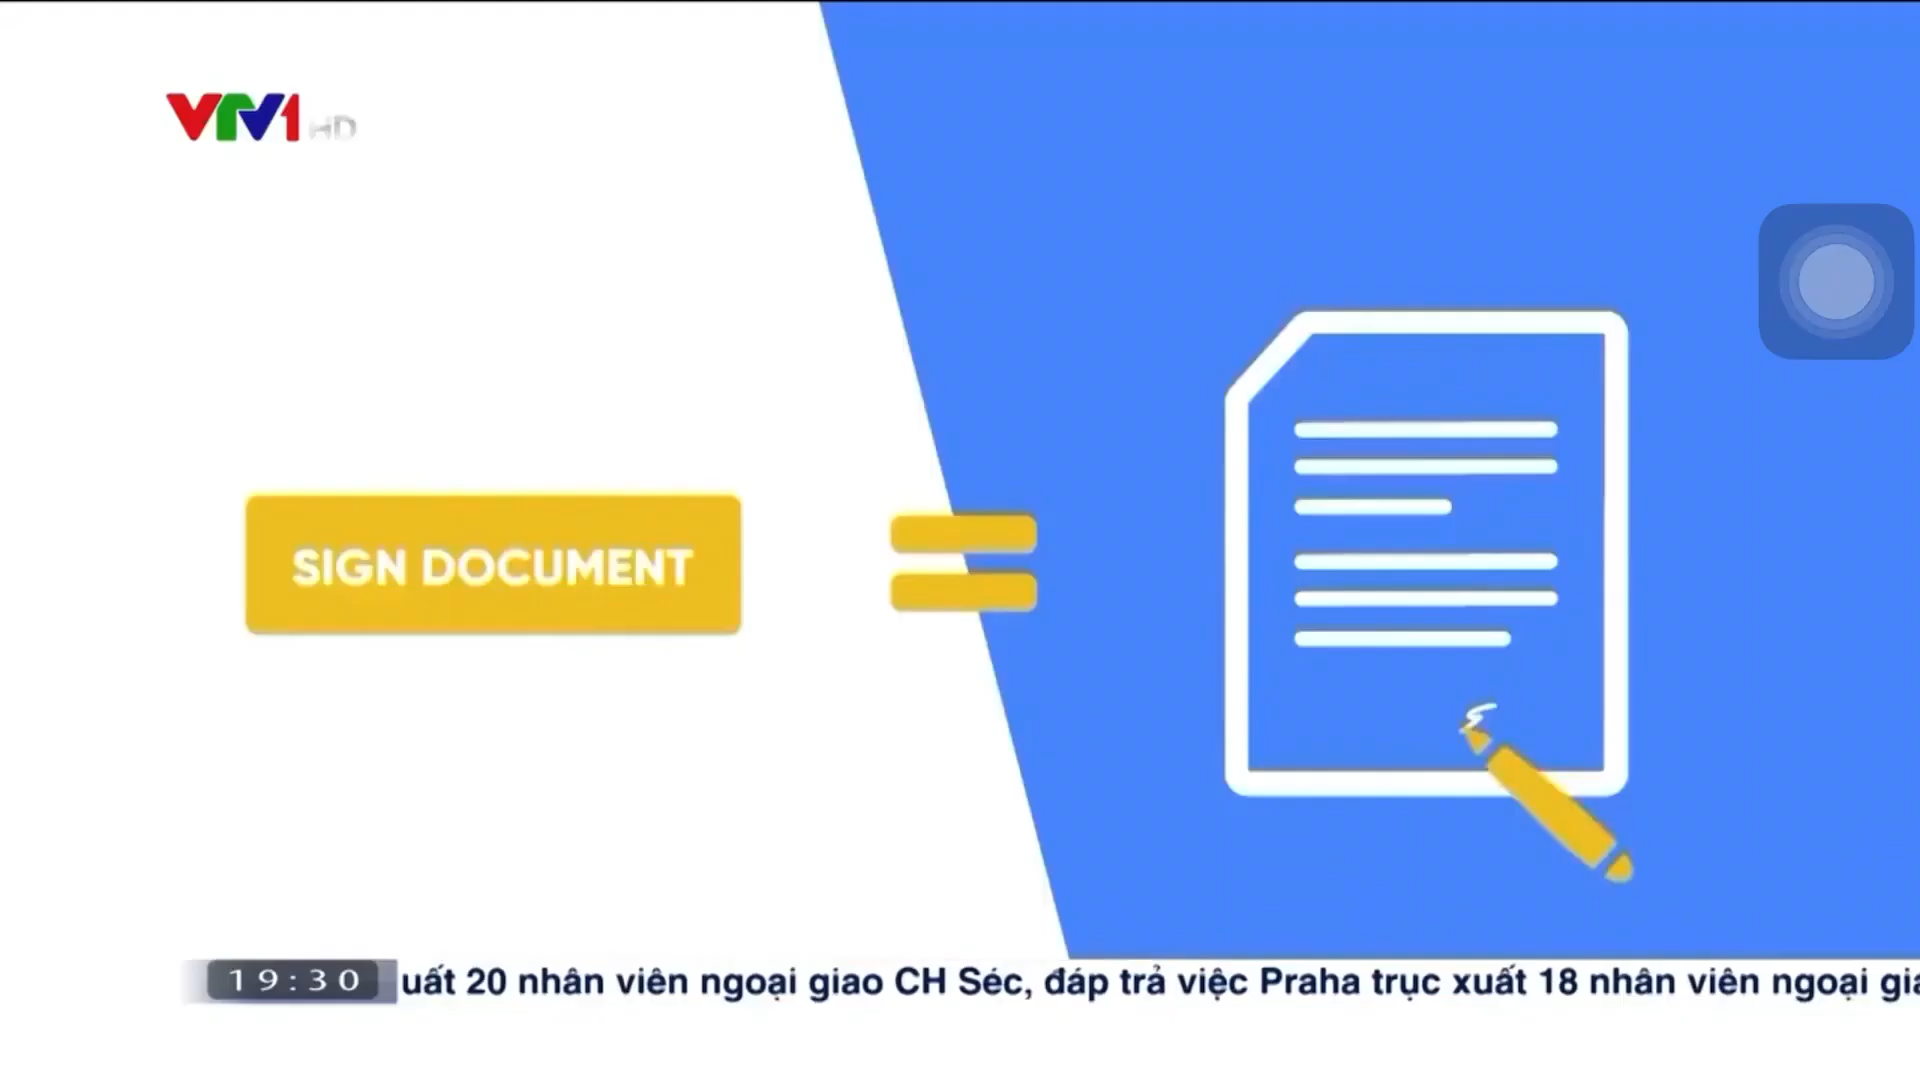 VTV1 HD
SIGN DOCUMENT
19:30 uất 20 nhân viên ngoại giao CH Séc, đáp trả việc Praha trục xuất 18 nhân viên ngoại